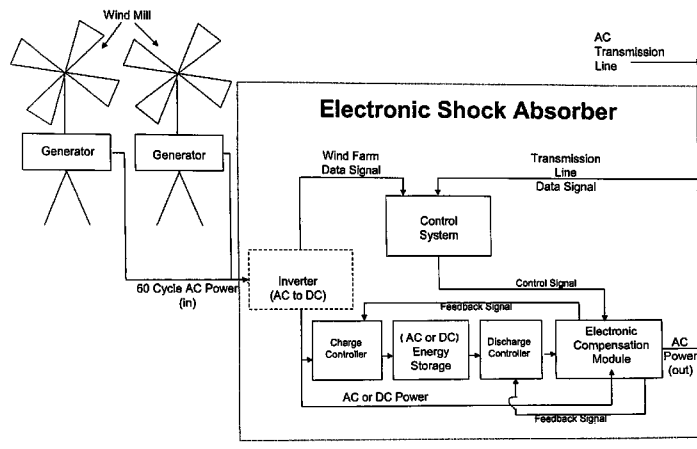 Wind Mill
AC
Transmission
Line
Electronic Shock Absorber
Generator
Generator
Wind Farm
Data Signal
Transmission
Line
Data Signal
Control
System
60 Cycle AC Power
(in)
Inverter
(AC to DC)
Control Signal
Feedback Signal
Charge
Controller
(AC or DC)
Energy
Storage
Discharge
Controller
Electronic
Compensation
Module
AC
Power
(out)
AC or DC Power
Feedback Signal